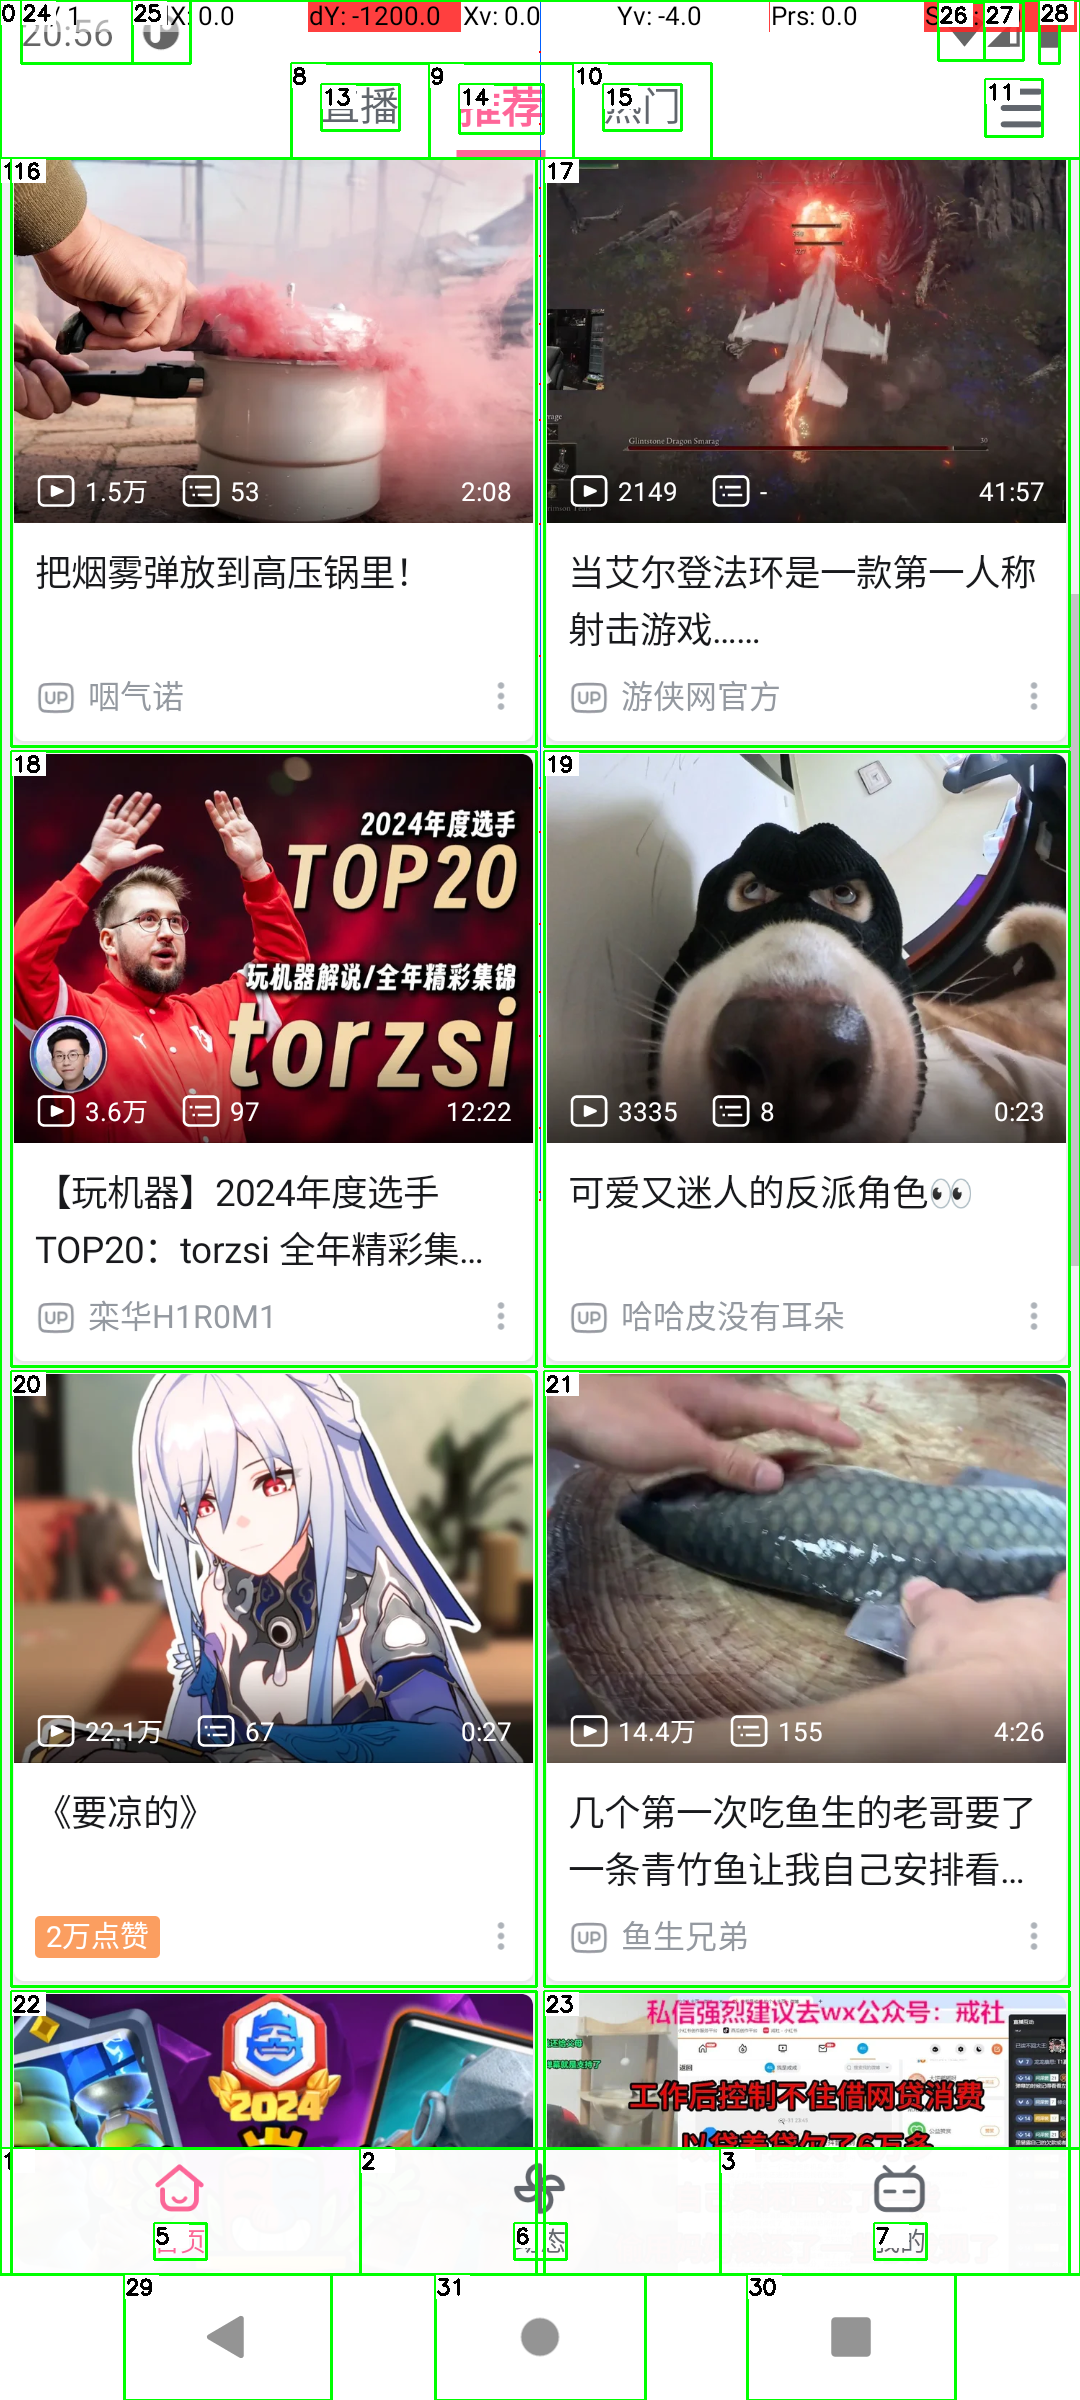 20:56
/ 1
X: 0.0
dY: -1200.0
Xv: 0.0
Yv: -4.0
Prs: 0.0
直播
推荐
热门
1.5万 53 2:08
把烟雾弹放到高压锅里！
UP 咽气诺
Glintstone Dragon Smarag 30
2149 - 41:57
当艾尔登法环是一款第一人称
射击游戏……
UP 游侠网官方
2024年度选手
TOP20
玩机器解说/全年精彩集锦
torzsi
3.6万 97 12:22
【玩机器】2024年度选手
TOP20：torzsi 全年精彩集...
UP 栾华H1R0M1
3335 8 0:23
可爱又迷人的反派角色👀
UP 哈哈皮没有耳朵
22.1万 67 0:27
《要凉的》
2万点赞
14.4万 155 4:26
几个第一次吃鱼生的老哥要了
一条青竹鱼让我自己安排看...
UP 鱼生兄弟
2024
私信强烈建议去wx公众号：戒社
工作后控制不住借网贷消费
以贷养贷欠了6万多
首页
动态
我的
0
24
25
26
27
28
8
9
10
13
14
15
11
16
17
18
19
20
21
22
23
1
2
3
5
6
7
29
31
30